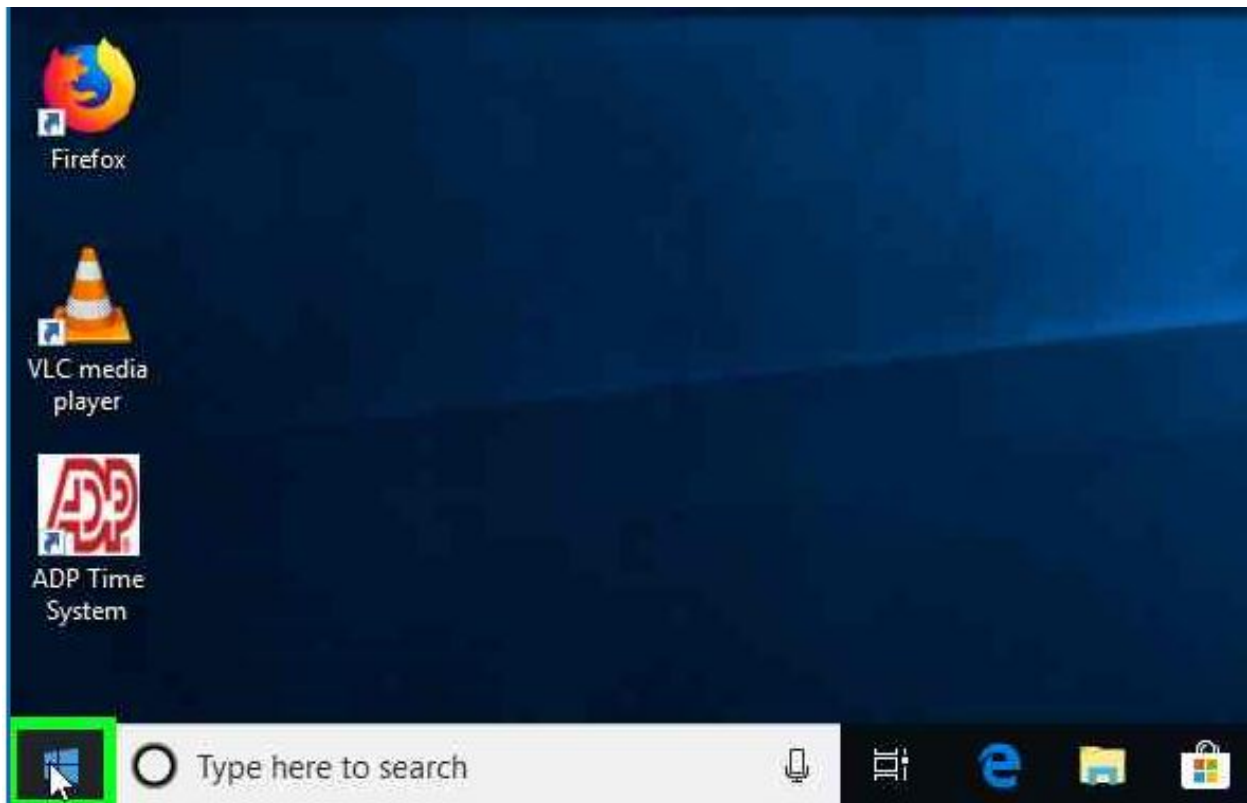 Firefox
VLC media
player
ADP
ADP Time
System
Type here to search